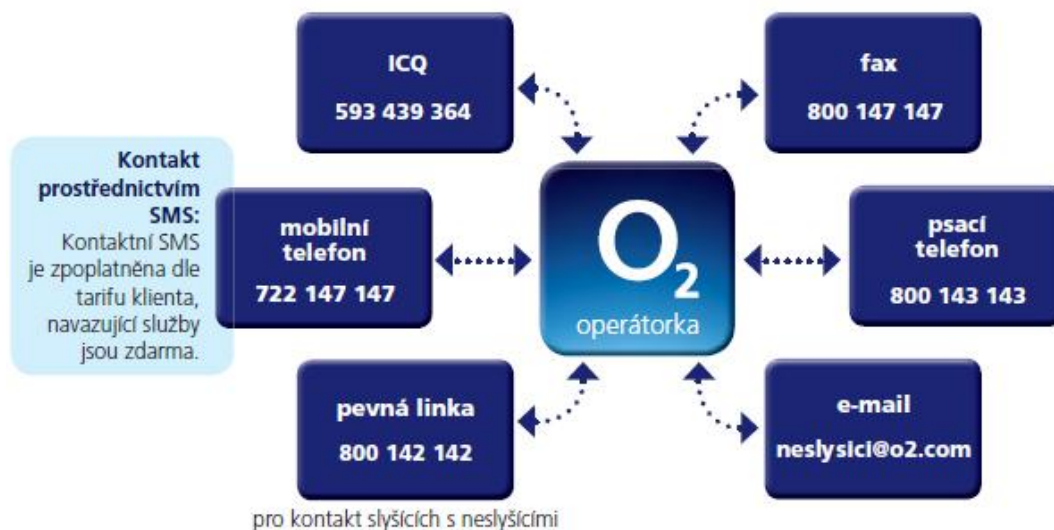 ICQ
593 439 364
fax
800 147 147
Kontakt
prostřednictvím
SMS:
Kontaktní SMS
je zpoplatněna dle
tarifu klienta,
navazující služby
jsou zdarma.
mobilní
telefon
722 147 147
O2
operátorka
psací
telefon
800 143 143
pevná linka
800 142 142
e-mail
neslysici@o2.com
pro kontakt slyšících s neslyšícími